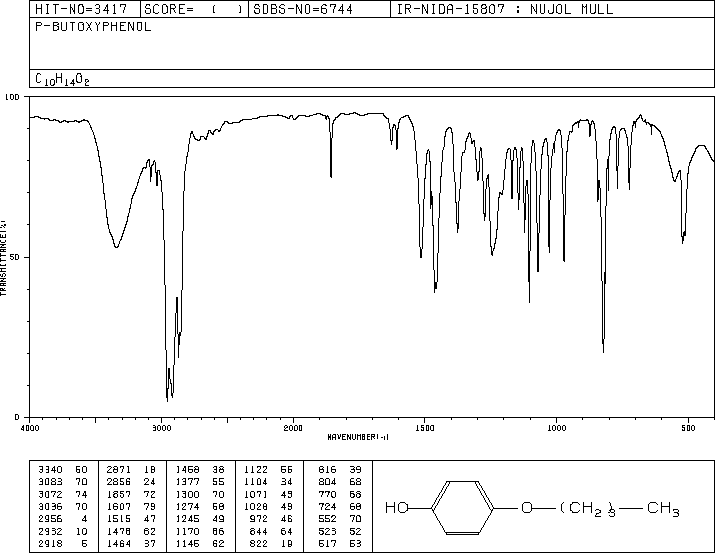 HIT-NO=3417 SCORE= ( ) SDBS-NO=6744 IR-NIDA-15807 : NUJOL MULL
P-BUTOXYPHENOL
C10H14O2
100
50
0
TRANSMITTANCE(%)
4000 3000 2000 1500 1000 500
WAVENUMBER(-1)
3340 50 2871 18 1458 38 1122 55 816 39
3083 70 2856 24 1377 55 1104 34 804 68
3072 74 1857 72 1300 70 1071 43 770 68
3036 70 1607 79 1274 58 1028 49 724 68
2956 4 1515 47 1245 49 972 46 552 70
2932 10 1478 62 1170 86 844 64 523 52
2918 5 1464 37 1145 62 822 19 517 53
HO O (CH2)3 CH3